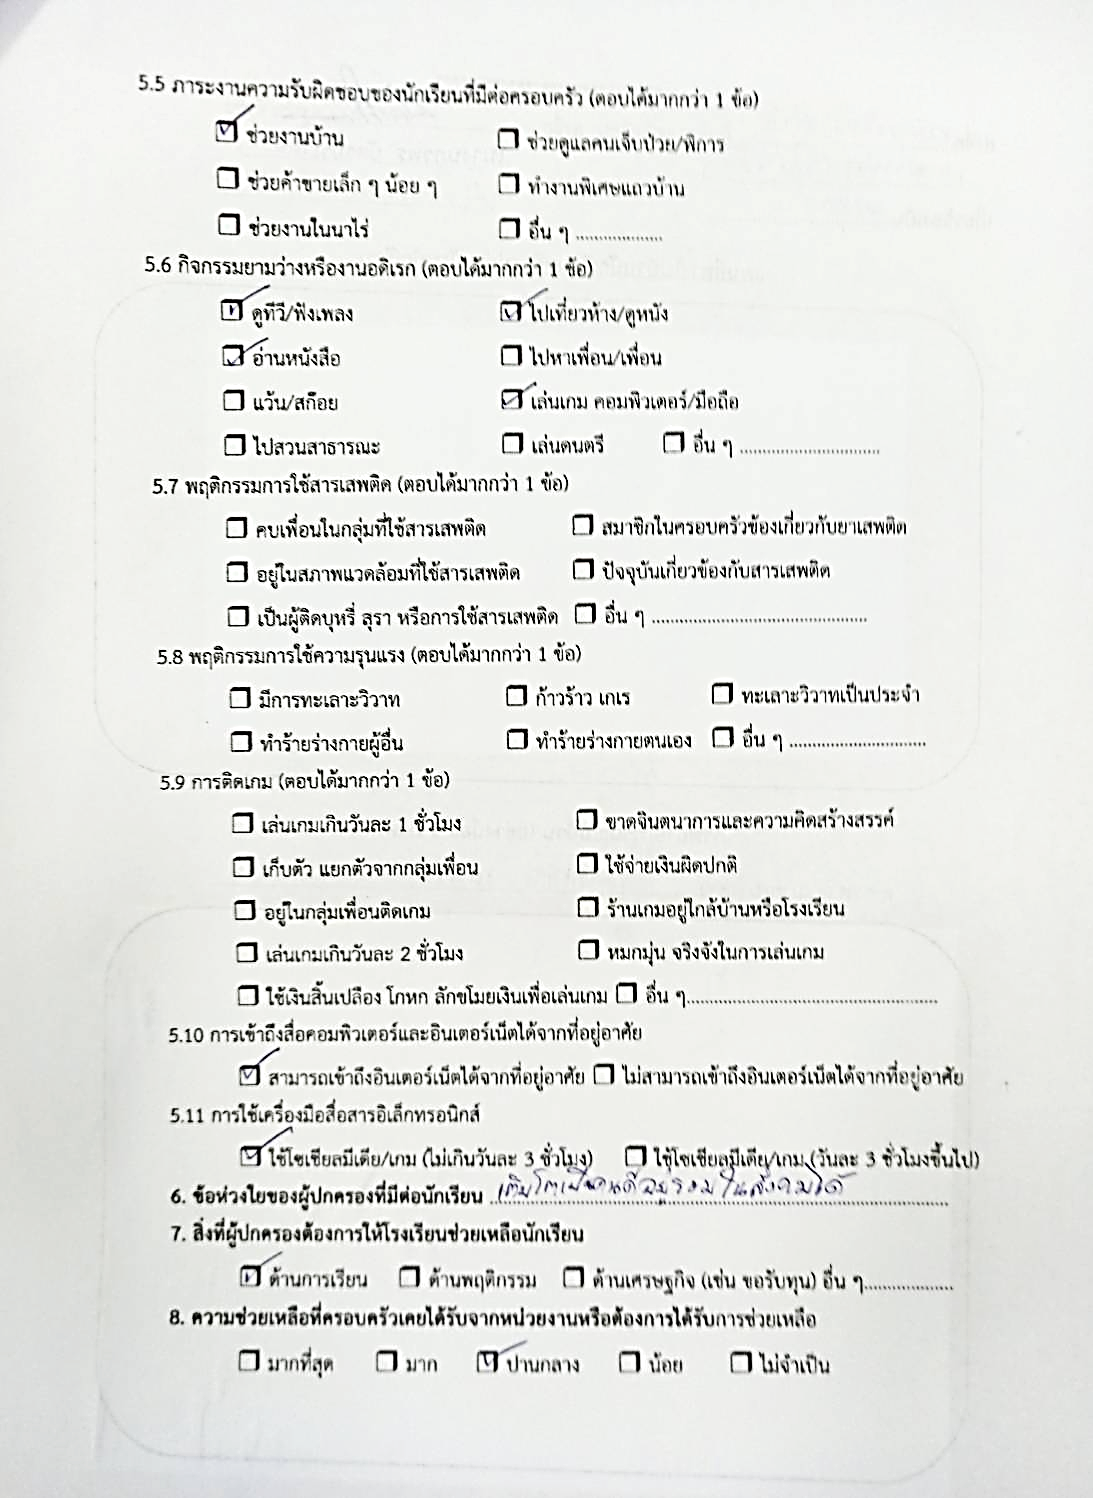 5.5 ภาระงานความรับผิดชอบของนักเรียนที่มีต่อครอบครัว (ตอบได้มากกว่า 1 ข้อ)
☑ ช่วยงานบ้าน ☐ ช่วยดูแลคนเจ็บป่วย/พิการ
☐ ช่วยค้าขายเล็ก ๆ น้อย ๆ ☐ ทำงานพิเศษแถวบ้าน
☐ ช่วยงานในนาไร่ ☐ อื่น ๆ ...................
5.6 กิจกรรมยามว่างหรืองานอดิเรก (ตอบได้มากกว่า 1 ข้อ)
☑ ดูทีวี/ฟังเพลง ☑ ไปเที่ยวห้าง/ดูหนัง
☑ อ่านหนังสือ ☐ ไปหาเพื่อน/เพื่อน
☐ แว้น/สก๊อย ☑ เล่นเกม คอมพิวเตอร์/มือถือ
☐ ไปสวนสาธารณะ ☐ เล่นดนตรี ☐ อื่น ๆ ...............................
5.7 พฤติกรรมการใช้สารเสพติด (ตอบได้มากกว่า 1 ข้อ)
☐ คบเพื่อนในกลุ่มที่ใช้สารเสพติด ☐ สมาชิกในครอบครัวข้องเกี่ยวกับยาเสพติด
☐ อยู่ในสภาพแวดล้อมที่ใช้สารเสพติด ☐ ปัจจุบันเกี่ยวข้องกับสารเสพติด
☐ เป็นผู้ติดบุหรี่ สุรา หรือการใช้สารเสพติด ☐ อื่น ๆ ...............................................
5.8 พฤติกรรมการใช้ความรุนแรง (ตอบได้มากกว่า 1 ข้อ)
☐ มีการทะเลาะวิวาท ☐ ก้าวร้าว เกเร ☐ ทะเลาะวิวาทเป็นประจำ
☐ ทำร้ายร่างกายผู้อื่น ☐ ทำร้ายร่างกายตนเอง ☐ อื่น ๆ ..............................
5.9 การติดเกม (ตอบได้มากกว่า 1 ข้อ)
☐ เล่นเกมเกินวันละ 1 ชั่วโมง ☐ ขาดจินตนาการและความคิดสร้างสรรค์
☐ เก็บตัว แยกตัวจากกลุ่มเพื่อน ☐ ใช้จ่ายเงินผิดปกติ
☐ อยู่ในกลุ่มเพื่อนติดเกม ☐ ร้านเกมอยู่ใกล้บ้านหรือโรงเรียน
☐ เล่นเกมเกินวันละ 2 ชั่วโมง ☐ หมกมุ่น จริงจังในการเล่นเกม
☐ ใช้เงินสิ้นเปลือง โกหก ลักขโมยเงินเพื่อเล่นเกม ☐ อื่น ๆ.......................................................
5.10 การเข้าถึงสื่อคอมพิวเตอร์และอินเตอร์เน็ตได้จากที่อยู่อาศัย
☑ สามารถเข้าถึงอินเตอร์เน็ตได้จากที่อยู่อาศัย ☐ ไม่สามารถเข้าถึงอินเตอร์เน็ตได้จากที่อยู่อาศัย
5.11 การใช้เครื่องมือสื่อสารอิเล็กทรอนิกส์
☑ ใช้โซเชียลมีเดีย/เกม (ไม่เกินวันละ 3 ชั่วโมง) ☐ ใช้โซเชียลมีเดีย/เกม (วันละ 3 ชั่วโมงขึ้นไป)
6. ข้อห่วงใยของผู้ปกครองที่มีต่อนักเรียน เติบโตเป็นคนดีอยู่รวมในสังคมได้
7. สิ่งที่ผู้ปกครองต้องการให้โรงเรียนช่วยเหลือนักเรียน
☑ ด้านการเรียน ☐ ด้านพฤติกรรม ☐ ด้านเศรษฐกิจ (เช่น ขอรับทุน) อื่น ๆ...................
8. ความช่วยเหลือที่ครอบครัวเคยได้รับจากหน่วยงานหรือต้องการได้รับการช่วยเหลือ
☐ มากที่สุด ☐ มาก ☑ ปานกลาง ☐ น้อย ☐ ไม่จำเป็น